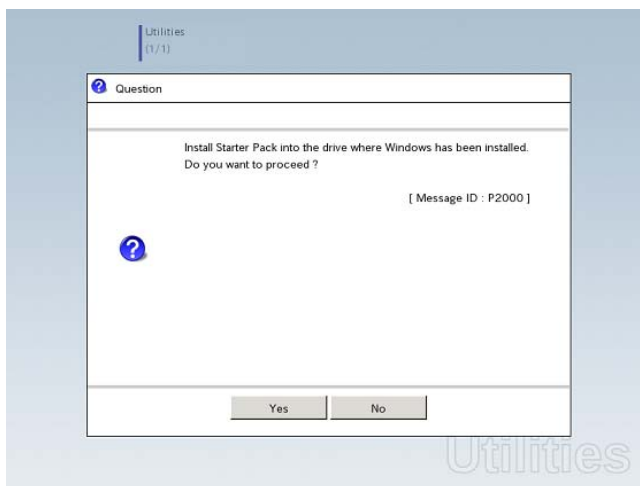 Utilities
(1/1)
Question
Install Starter Pack into the drive where Windows has been installed.
Do you want to proceed ?
[ Message ID : P2000 ]
Yes
No
Utilities